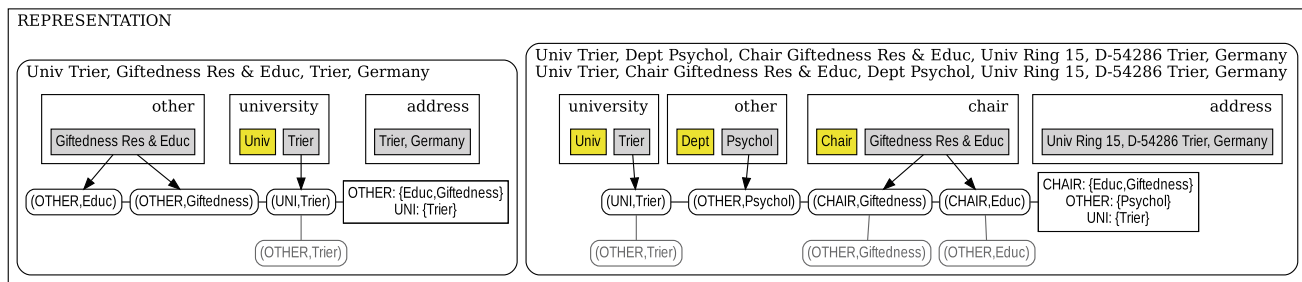 REPRESENTATION
Univ Trier, Giftedness Res & Educ, Trier, Germany
other
Giftedness Res & Educ
university
Univ Trier
address
Trier, Germany
(OTHER,Educ)
(OTHER,Giftedness)
(UNI,Trier)
OTHER: {Educ,Giftedness}
UNI: {Trier}
(OTHER,Trier)
Univ Trier, Dept Psychol, Chair Giftedness Res & Educ, Univ Ring 15, D-54286 Trier, Germany
Univ Trier, Chair Giftedness Res & Educ, Dept Psychol, Univ Ring 15, D-54286 Trier, Germany
university
Univ Trier
other
Dept Psychol
chair
Chair Giftedness Res & Educ
address
Univ Ring 15, D-54286 Trier, Germany
(UNI,Trier)
(OTHER,Psychol)
(CHAIR,Giftedness)
(CHAIR,Educ)
CHAIR: {Educ,Giftedness}
OTHER: {Psychol}
UNI: {Trier}
(OTHER,Trier)
(OTHER,Giftedness)
(OTHER,Educ)